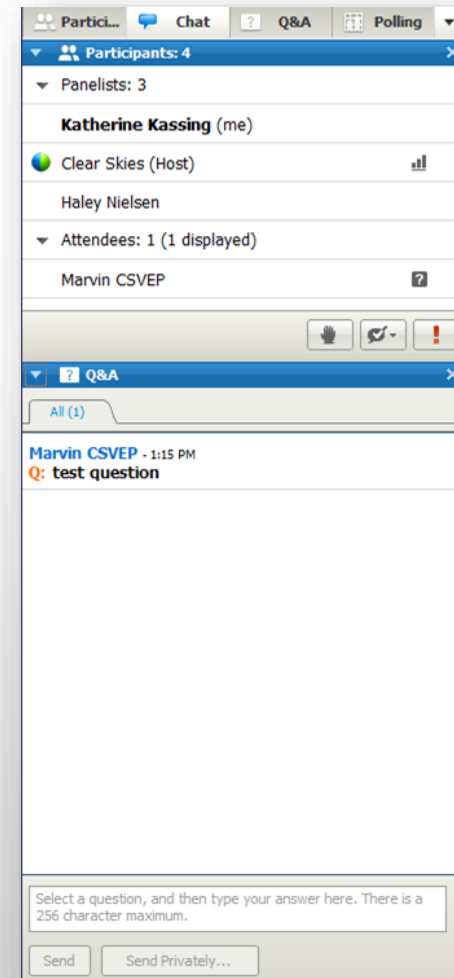 Partici... Chat ? Q&A Polling
Participants: 4
Panelists: 3
Katherine Kassing (me)
Clear Skies (Host)
Haley Nielsen
Attendees: 1 (1 displayed)
Marvin CSVEP ?
!
? Q&A
All (1)
Marvin CSVEP - 1:15 PM
Q: test question
Select a question, and then type your answer here. There is a
256 character maximum.
Send Send Privately...